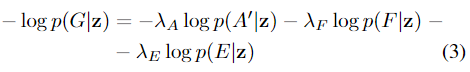 − log p(G|z) = −λ_A log p(A′|z) − λ_F log p(F|z) −
− λ_E log p(E|z) (3)